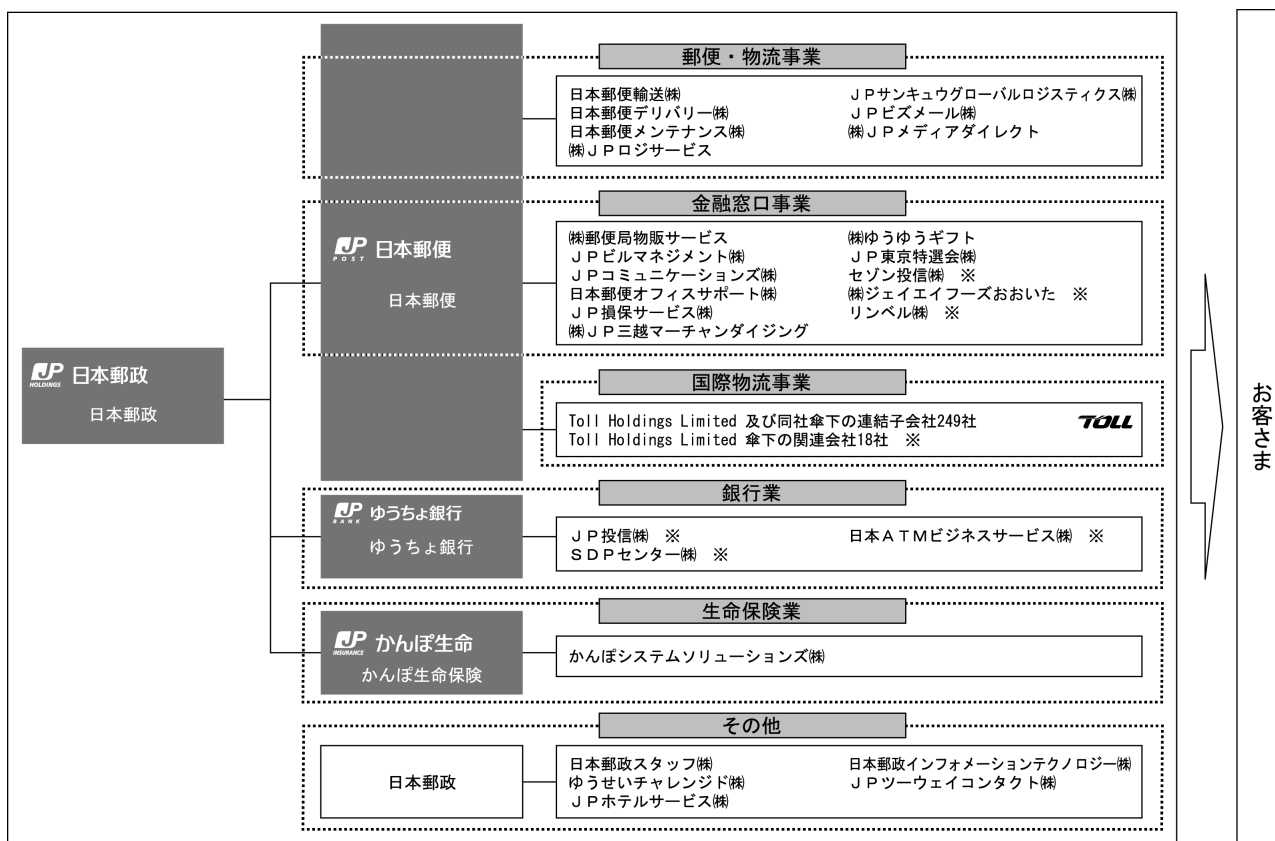 郵便・物流事業
日本郵便輸送㈱
日本郵便デリバリー㈱
日本郵便メンテナンス㈱
㈱ＪＰロジサービス
ＪＰサンキュウグローバルロジスティクス㈱
ＪＰビズメール㈱
㈱ＪＰメディアダイレクト
金融窓口事業
JP POST 日本郵便
日本郵便
㈱郵便局物販サービス
ＪＰビルマネジメント㈱
ＪＰコミュニケーションズ㈱
日本郵便オフィスサポート㈱
ＪＰ損保サービス㈱
㈱ＪＰ三越マーチャンダイジング
㈱ゆうゆうギフト
ＪＰ東京特選会㈱
セゾン投信㈱　※
㈱ジェイエイフーズおおいた　※
リンベル㈱　※
JP HOLDINGS 日本郵政
日本郵政
国際物流事業
Toll Holdings Limited 及び同社傘下の連結子会社249社
Toll Holdings Limited 傘下の関連会社18社　※
TOLL
銀行業
JP BANK ゆうちょ銀行
ゆうちょ銀行
ＪＰ投信㈱　※
ＳＤＰセンター㈱　※
日本ＡＴＭビジネスサービス㈱　※
生命保険業
JP INSURANCE かんぽ生命
かんぽ生命保険
かんぽシステムソリューションズ㈱
その他
日本郵政
日本郵政スタッフ㈱
ゆうせいチャレンジド㈱
ＪＰホテルサービス㈱
日本郵政インフォメーションテクノロジー㈱
ＪＰツーウェイコンタクト㈱
お客さま